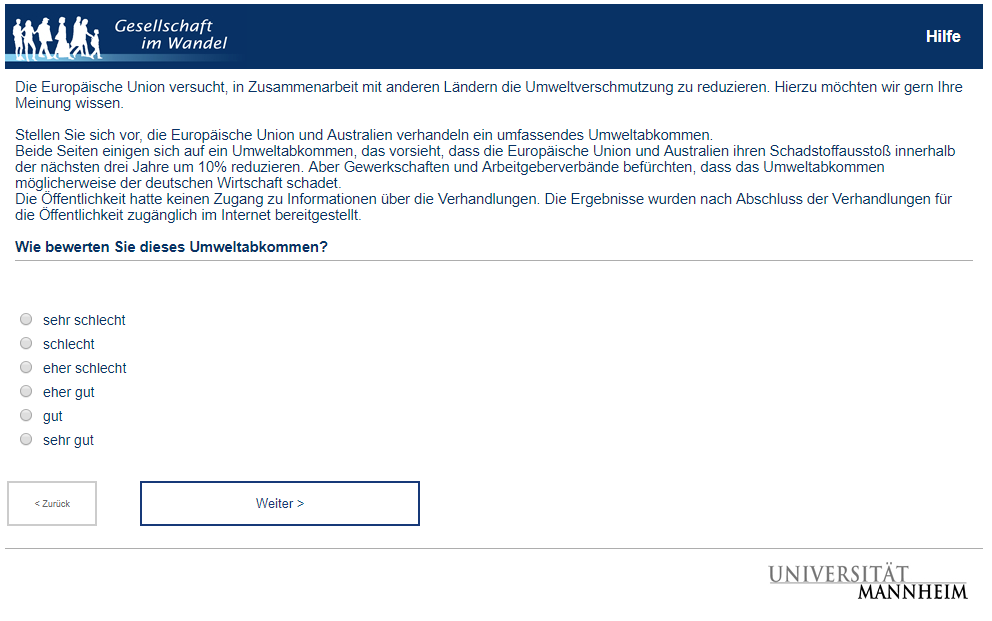 Gesellschaft
im Wandel
Hilfe
Die Europäische Union versucht, in Zusammenarbeit mit anderen Ländern die Umweltverschmutzung zu reduzieren. Hierzu möchten wir gern Ihre
Meinung wissen.
Stellen Sie sich vor, die Europäische Union und Australien verhandeln ein umfassendes Umweltabkommen.
Beide Seiten einigen sich auf ein Umweltabkommen, das vorsieht, dass die Europäische Union und Australien ihren Schadstoffausstoß innerhalb
der nächsten drei Jahre um 10% reduzieren. Aber Gewerkschaften und Arbeitgeberverbände befürchten, dass das Umweltabkommen
möglicherweise der deutschen Wirtschaft schadet.
Die Öffentlichkeit hatte keinen Zugang zu Informationen über die Verhandlungen. Die Ergebnisse wurden nach Abschluss der Verhandlungen für
die Öffentlichkeit zugänglich im Internet bereitgestellt.
Wie bewerten Sie dieses Umweltabkommen?
sehr schlecht
schlecht
eher schlecht
eher gut
gut
sehr gut
< Zurück
Weiter >
UNIVERSITÄT
MANNHEIM